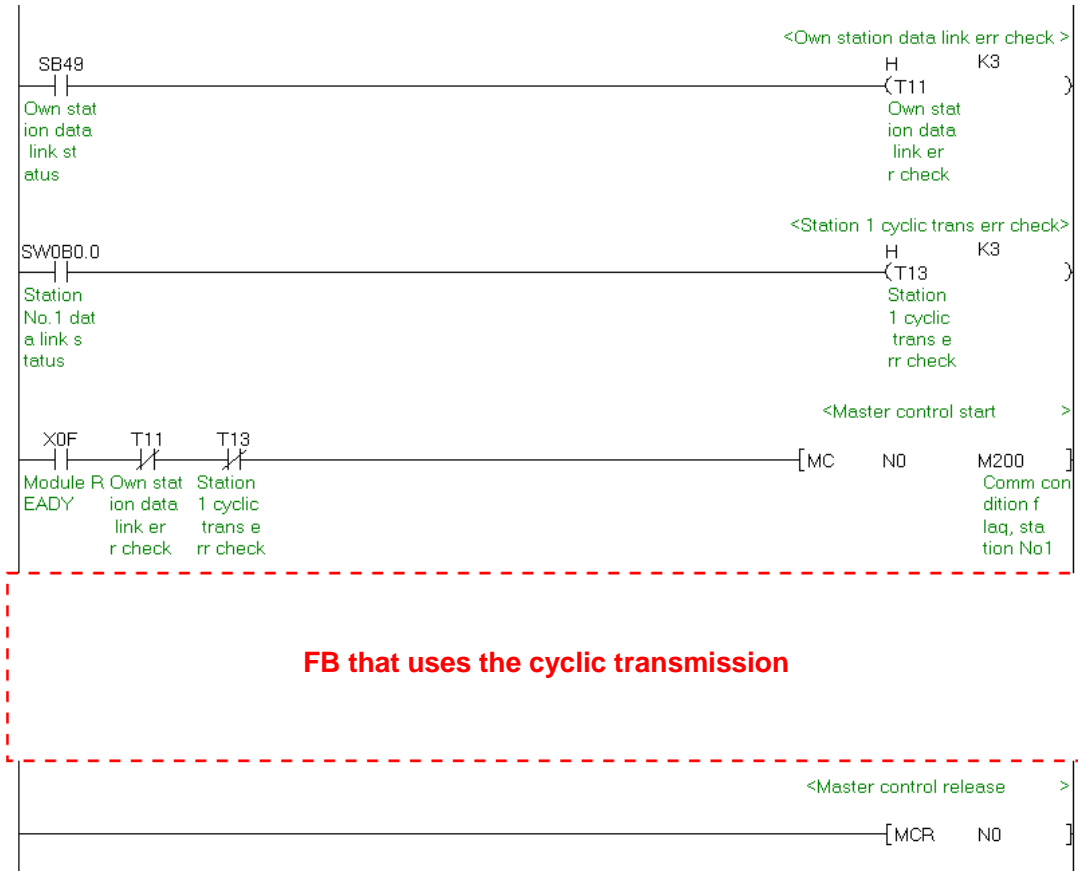 <Own station data link err check >
SB49 H K3
(T11 )
Own stat Own stat
ion data ion data
link st link er
atus r check
<Station 1 cyclic trans err check>
SW0B0.0 H K3
(T13 )
Station Station
No.1 dat 1 cyclic
a link s trans e
tatus rr check
<Master control start >
X0F T11 T13
[MC N0 M200 ]
Module R Own stat Station Comm con
EADY ion data 1 cyclic dition f
link er trans e laq, sta
r check rr check tion No1
FB that uses the cyclic transmission
<Master control release >
[MCR N0 ]